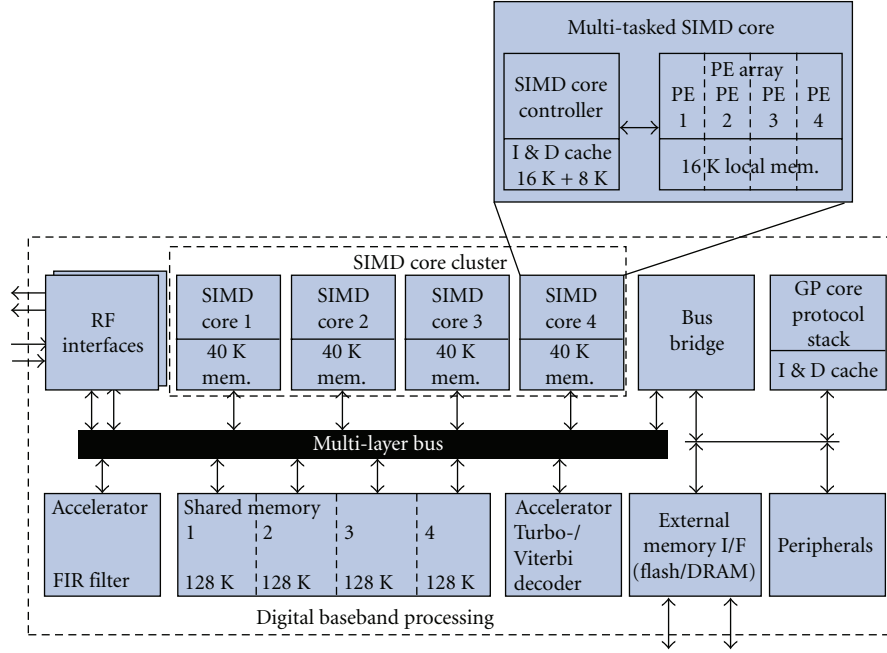 Multi-tasked SIMD core
SIMD core
controller
I & D cache
16 K + 8 K
PE array
PE PE PE PE
1 2 3 4
16 K local mem.
SIMD core cluster
RF
interfaces
SIMD
core 1
40 K
mem.
SIMD
core 2
40 K
mem.
SIMD
core 3
40 K
mem.
SIMD
core 4
40 K
mem.
Bus
bridge
GP core
protocol
stack
I & D cache
Multi-layer bus
Accelerator
FIR filter
Shared memory
1 2 3 4
128 K 128 K 128 K 128 K
Accelerator
Turbo-/
Viterbi
decoder
External
memory I/F
(flash/DRAM)
Peripherals
Digital baseband processing